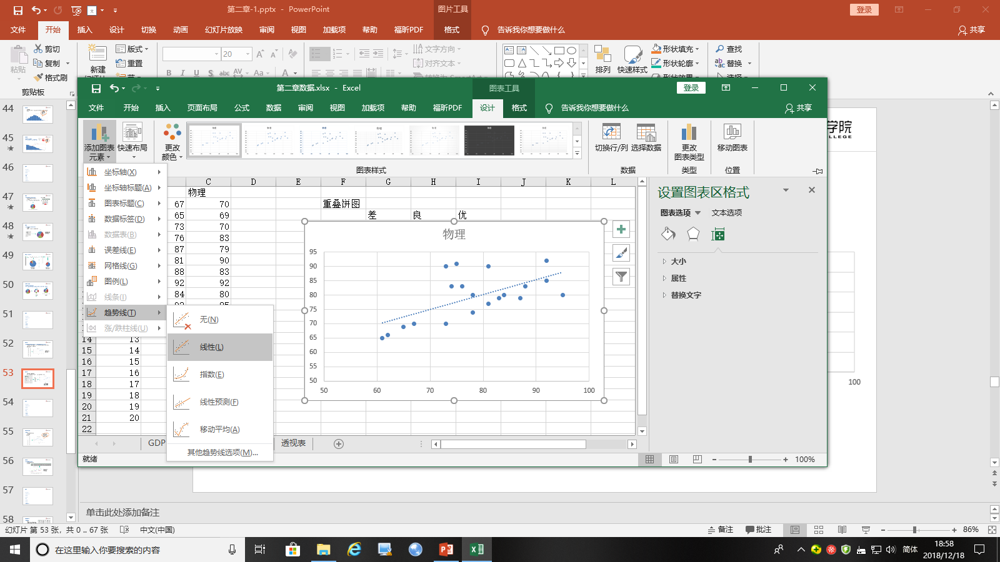 第二章-1.pptx - PowerPoint
图片工具
登录
文件 开始 插入 设计 切换 动画 幻灯片放映 审阅 视图 加载项 帮助 福昕PDF 格式 告诉我你想要做什么 共享
粘贴 剪切 复制 格式刷
剪贴板
新建
版式
重置
20
B I U S abc AV Aa A
文字方向
对齐文本
排列 快速样式
形状填充
形状轮廓
查找
替换
第二章数据.xlsx - Excel
图表工具
登录
文件 开始 插入 页面布局 公式 数据 审阅 视图 加载项 帮助 福昕PDF 设计 格式 告诉我你想要做什么 共享
添加图表元素 快速布局
更改颜色
图表样式
切换行/列 选择数据
数据
更改图表类型
类型
移动图表
位置
坐标轴(X)
坐标轴标题(A)
图表标题(C)
数据标签(D)
数据表(B)
误差线(E)
网格线(G)
图例(L)
线条(I)
趋势线(T)
涨/跌柱线(U)
无(N)
线性(L)
指数(E)
线性预测(F)
移动平均(A)
其他趋势线选项(M)...
C D E F G H I J K L
物理
67 70
65 69
73 70
76 83
87 79
81 90
88 83
92 92
84 80
重叠饼图
差 良 优
14 13
15 14
16 15
17 16
18 17
19 18
20 19
21 20
22
物理
95
90
85
80
75
70
65
60
55
50
50 60 70 80 90 100
设置图表区格式
图表选项 文本选项
大小
属性
替换文字
GDP
透视表
就绪
100%
44
45
46
47
48
49
50
51
52
53
54
55
56
57
58
学院
LLEGE
100
单击此处添加备注
幻灯片 第 53 张，共 0 .. 67 张 中文(中国) 备注 批注 86%
在这里输入你要搜索的内容
简体
18:58
2018/12/18